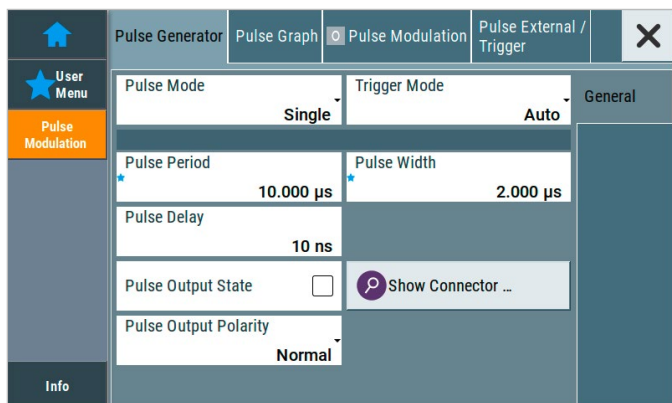 Pulse Generator
Pulse Graph
0 Pulse Modulation
Pulse External /
Trigger
User
Menu
Pulse
Modulation
Info
Pulse Mode
Single
Trigger Mode
Auto
General
Pulse Period
10.000 µs
Pulse Width
2.000 µs
Pulse Delay
10 ns
Pulse Output State
Show Connector ...
Pulse Output Polarity
Normal